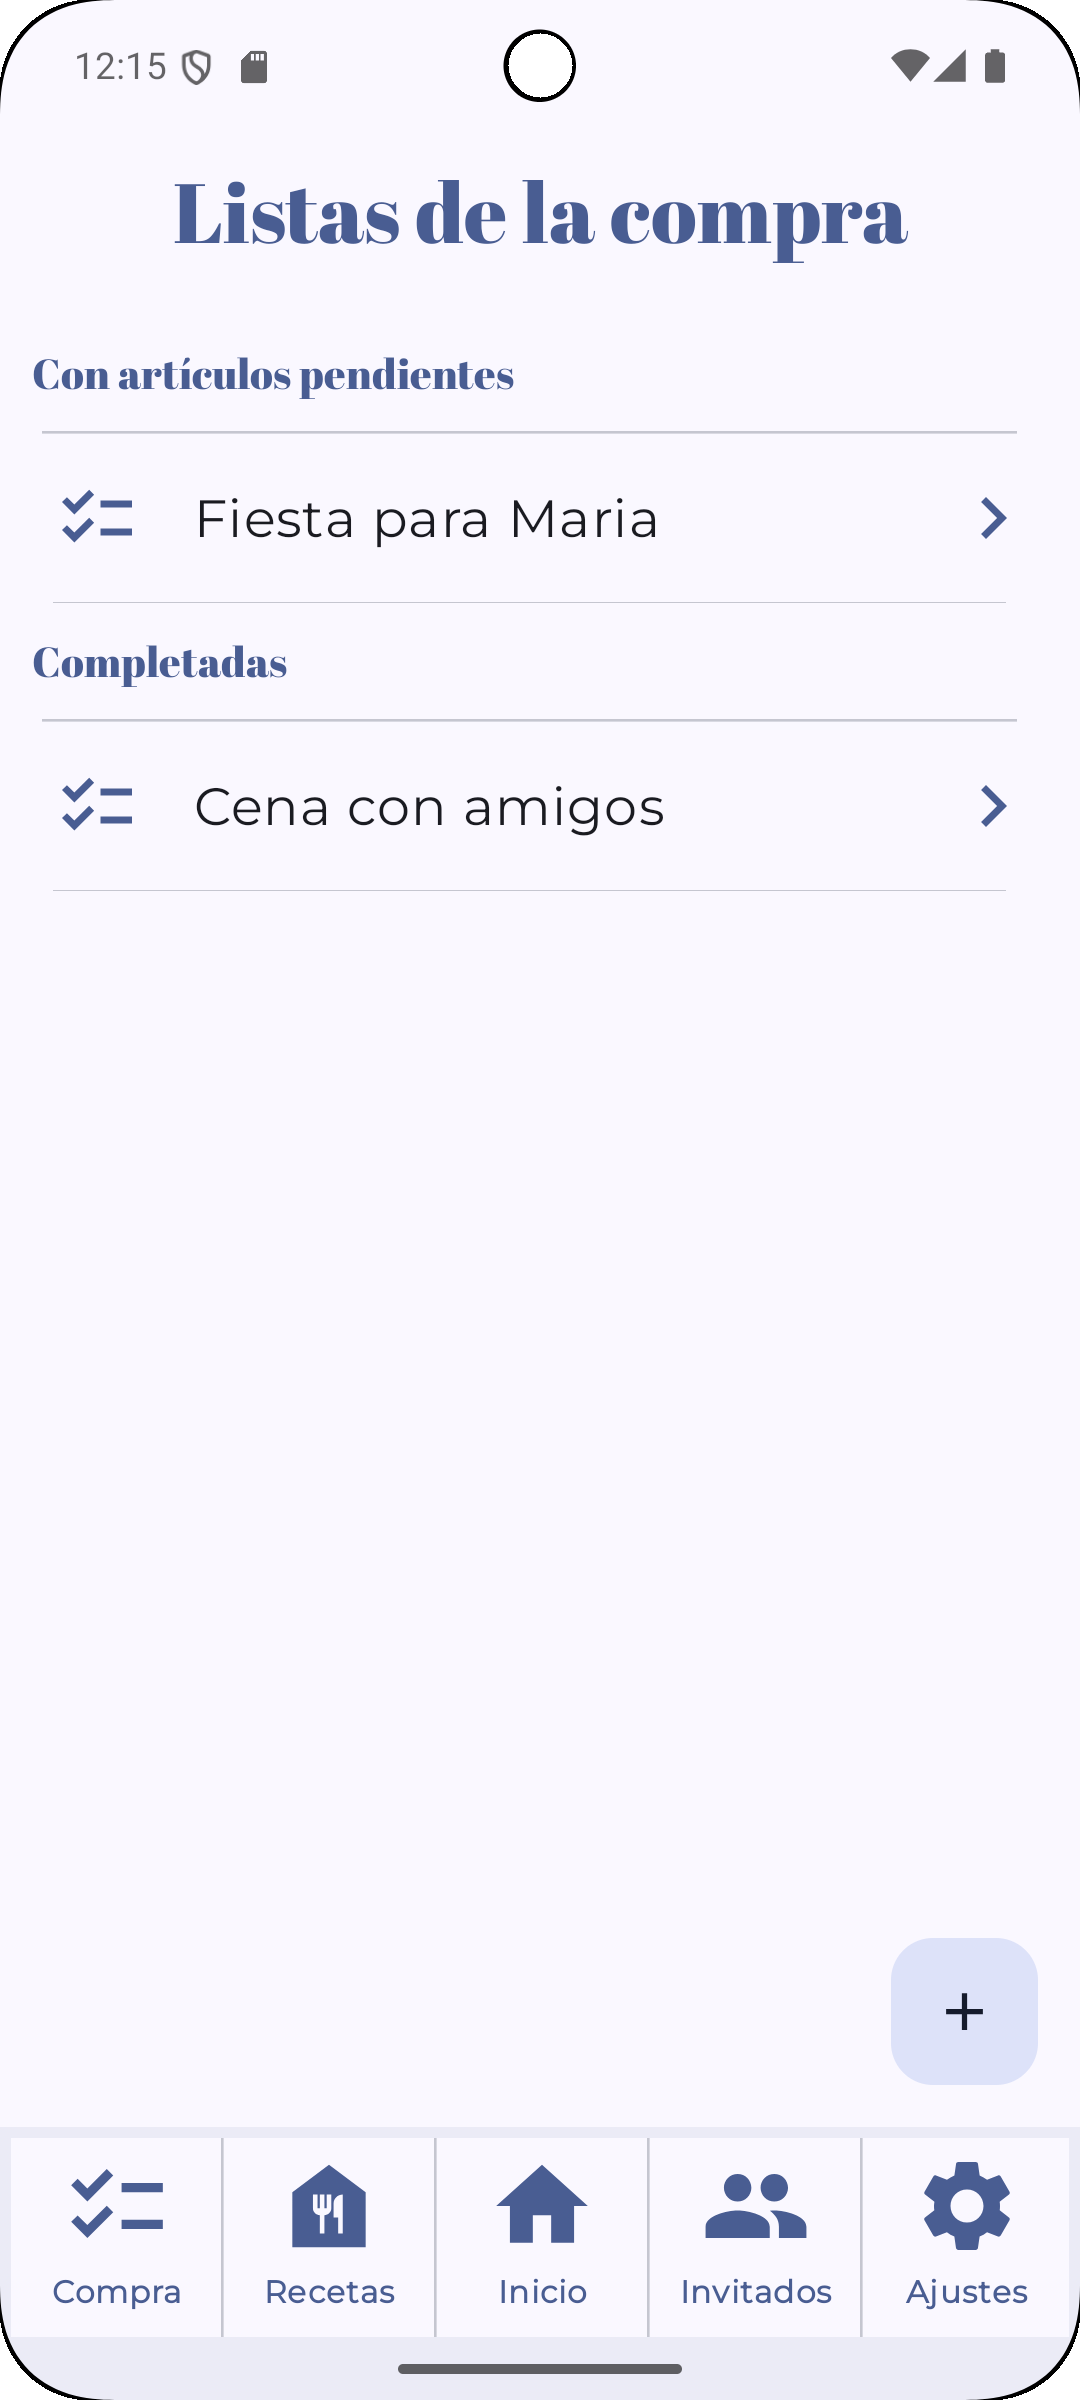 12:15
Listas de la compra
Con artículos pendientes
Fiesta para Maria
Completadas
Cena con amigos
+
Compra Recetas Inicio Invitados Ajustes